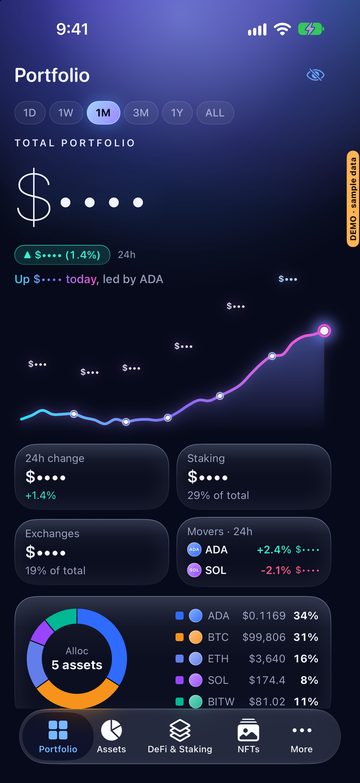 9:41
Portfolio
1D 1W 1M 3M 1Y ALL
TOTAL PORTFOLIO
$••••
DEMO · sample data
▲ $•••• (1.4%) 24h
Up $•••• today, led by ADA
$•••
$•••
$•••
$•••
$•••
$•••
24h change
$••••
+1.4%
Staking
$••••
29% of total
Exchanges
$••••
19% of total
Movers · 24h
ADA ADA +2.4% $••••
SOL SOL -2.1% $••••
Alloc
5 assets
ADA $0.1169 34%
BTC $99,806 31%
ETH $3,640 16%
SOL $174.4 8%
BITW $81.02 11%
Portfolio Assets DeFi & Staking NFTs More